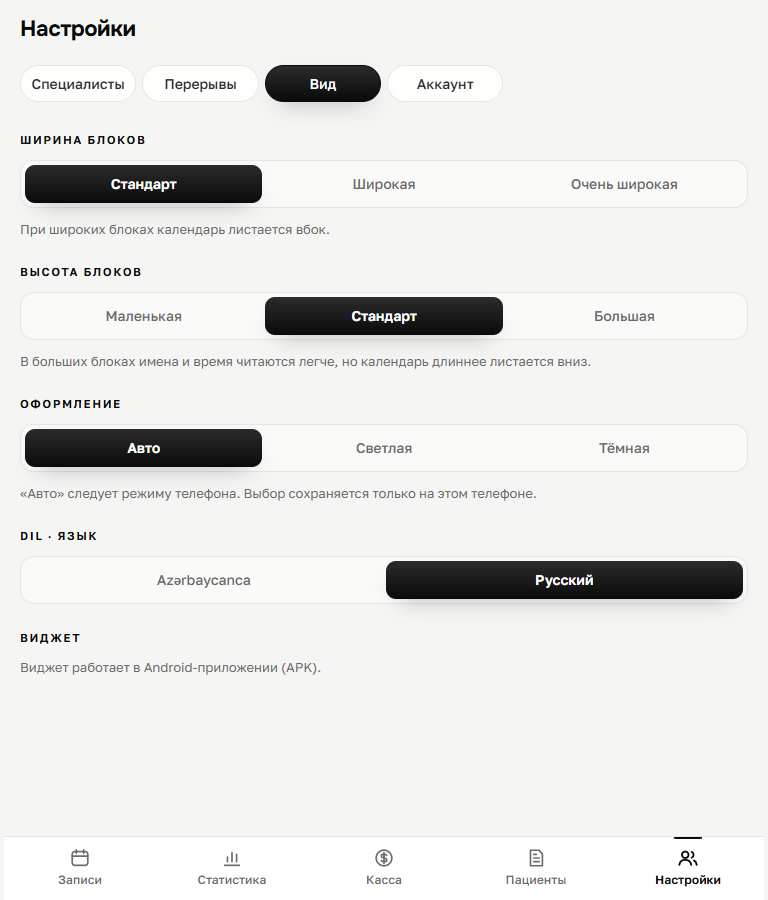 Настройки
Специалисты Перерывы Вид Аккаунт
ШИРИНА БЛОКОВ
Стандарт Широкая Очень широкая
При широких блоках календарь листается вбок.
ВЫСОТА БЛОКОВ
Маленькая Стандарт Большая
В больших блоках имена и время читаются легче, но календарь длиннее листается вниз.
ОФОРМЛЕНИЕ
Авто Светлая Тёмная
«Авто» следует режиму телефона. Выбор сохраняется только на этом телефоне.
DIL · ЯЗЫК
Azərbaycanca Русский
ВИДЖЕТ
Виджет работает в Android-приложении (APK).
Записи Статистика Касса Пациенты Настройки